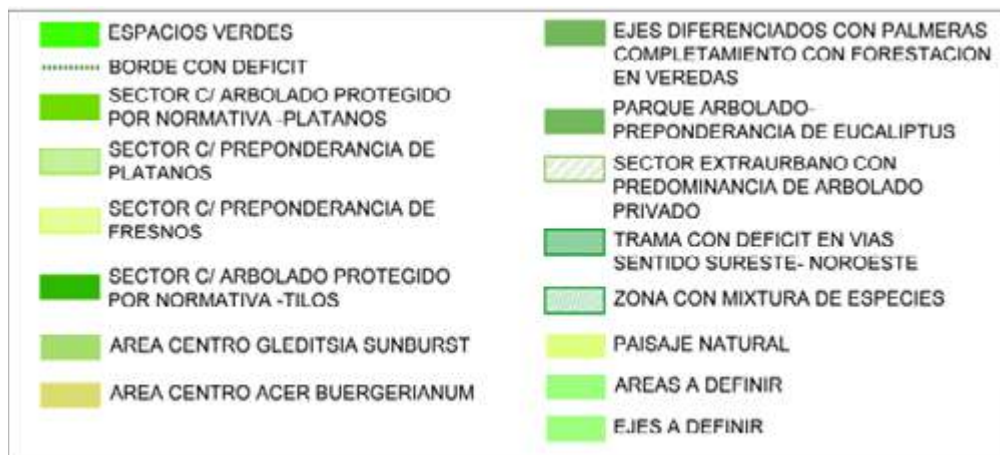 ESPACIOS VERDES
BORDE CON DEFICIT
SECTOR C/ ARBOLADO PROTEGIDO
POR NORMATIVA -PLATANOS
SECTOR C/ PREPONDERANCIA DE
PLATANOS
SECTOR C/ PREPONDERANCIA DE
FRESNOS
SECTOR C/ ARBOLADO PROTEGIDO
POR NORMATIVA -TILOS
AREA CENTRO GLEDITSIA SUNBURST
AREA CENTRO ACER BUERGERIANUM
EJES DIFERENCIADOS CON PALMERAS
COMPLETAMIENTO CON FORESTACION
EN VEREDAS
PARQUE ARBOLADO-
PREPONDERANCIA DE EUCALIPTUS
SECTOR EXTRAURBANO CON
PREDOMINANCIA DE ARBOLADO
PRIVADO
TRAMA CON DEFICIT EN VIAS
SENTIDO SURESTE- NOROESTE
ZONA CON MIXTURA DE ESPECIES
PAISAJE NATURAL
AREAS A DEFINIR
EJES A DEFINIR